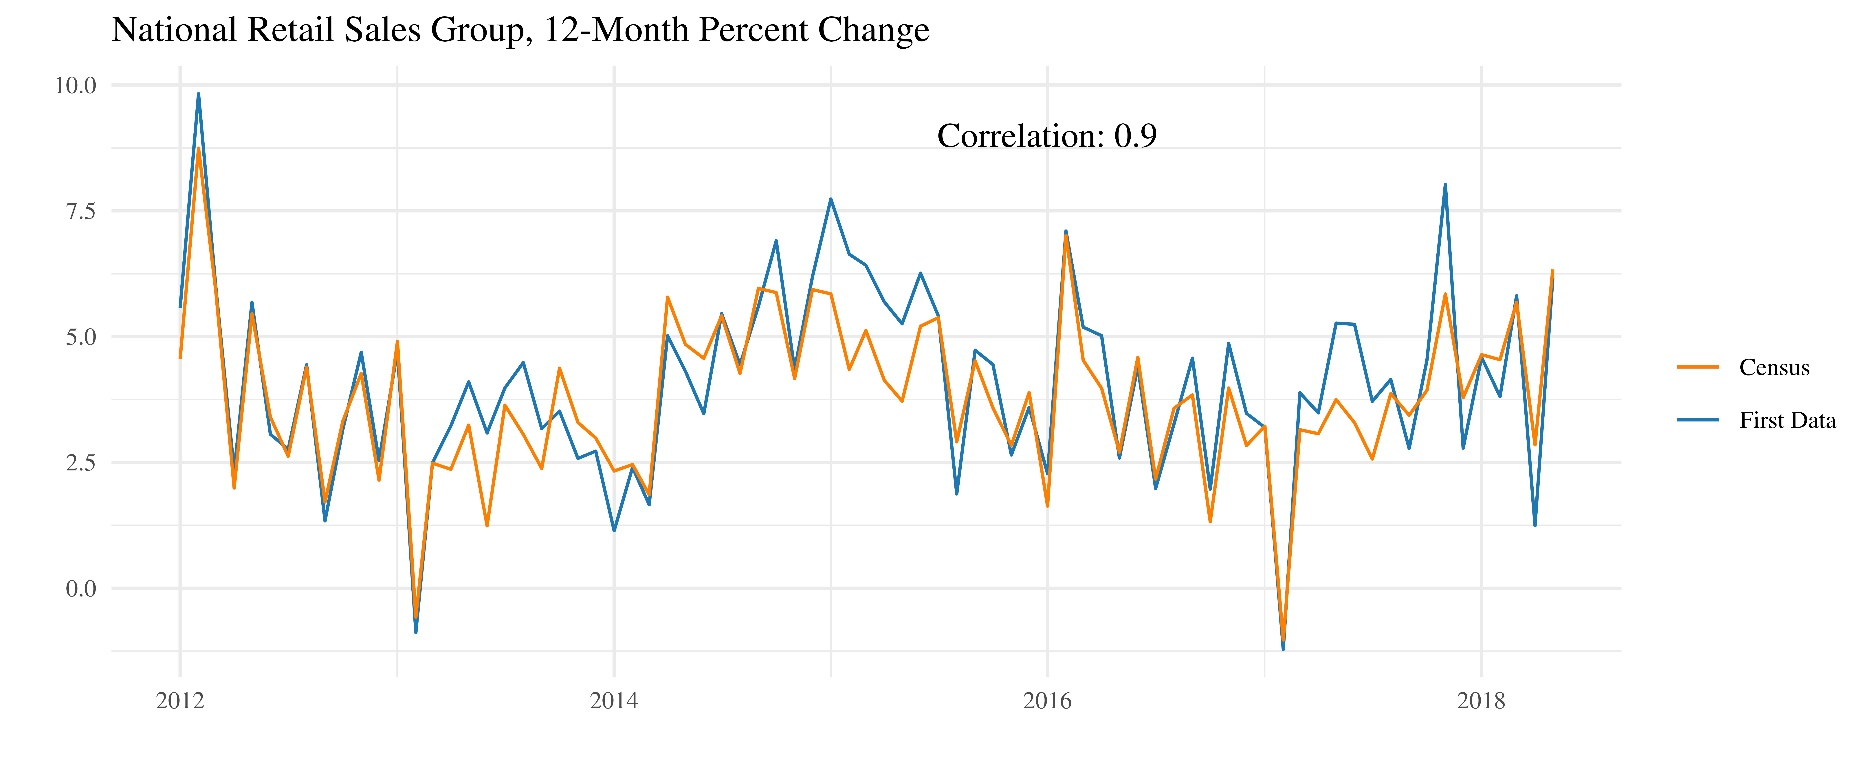 National Retail Sales Group, 12-Month Percent Change
10.0
Correlation: 0.9
7.5
5.0
Census
First Data
2.5
0.0
2012 2014 2016 2018